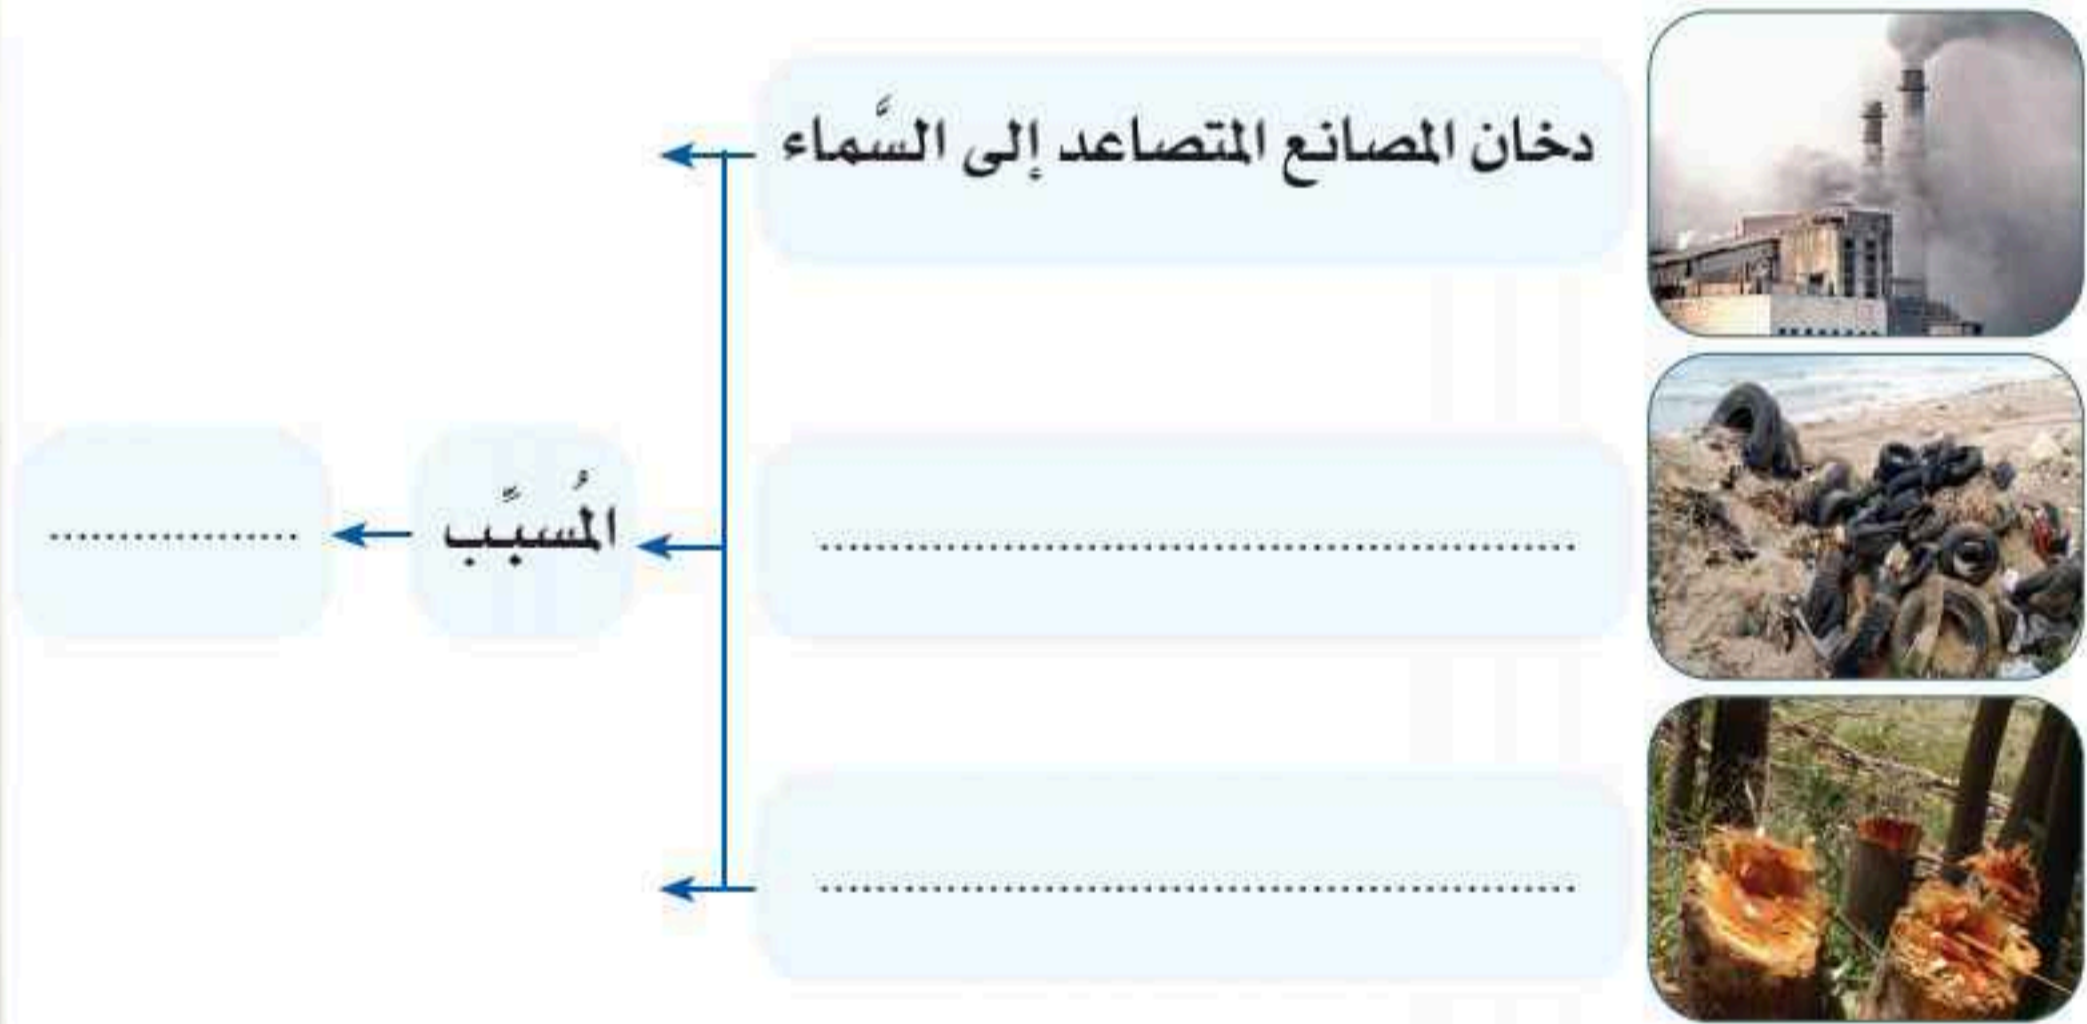 دخان المصانع المتصاعد إلى السَّماء
المُسبِّب